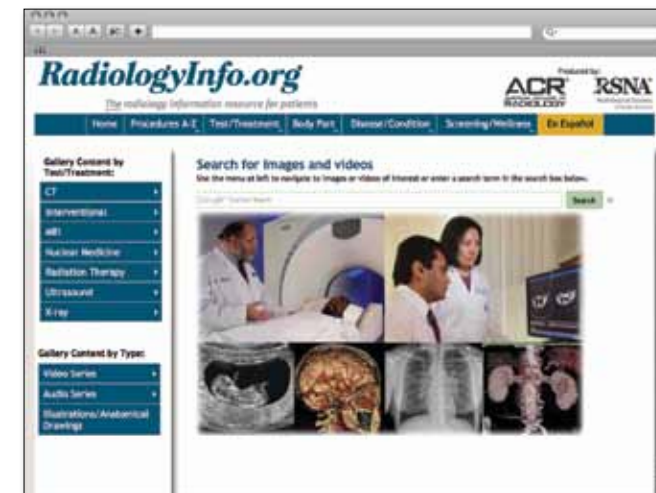 RadiologyInfo.org
The radiology information resource for patients
Produced by:
ACR
RADIOLOGY
RSNA
Home Procedures A-Z Test/Treatment Body Part Disease/Condition Screening/Wellness En Español
Gallery Content by
Test/Treatment:
CT
Interventional
MRI
Nuclear Medicine
Radiation Therapy
Ultrasound
X-ray
Gallery Content by Type:
Video Series
Audio Series
Illustrations/Anatomical
Drawings
Search for Images and videos
Use the menu at left to navigate to images or videos of interest or enter a search term in the search box below.
Search